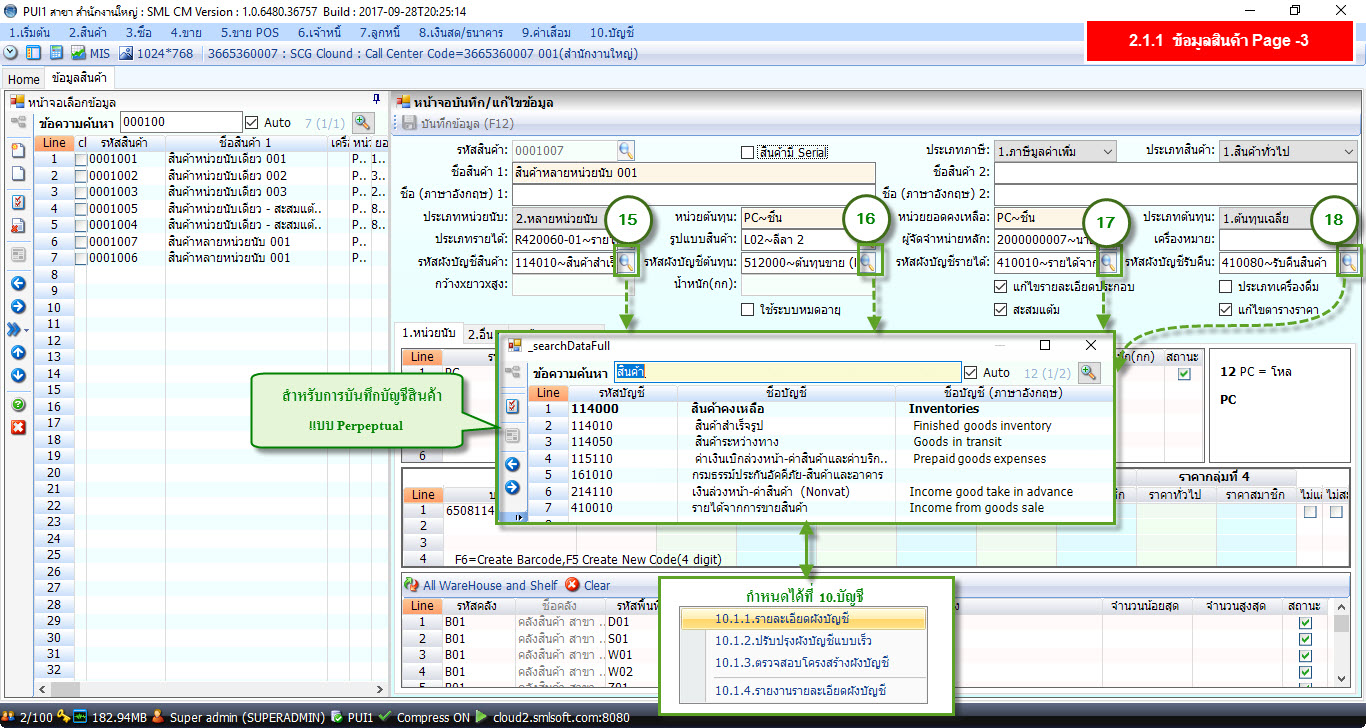 PUI1 สาขา สำนักงานใหญ่ : SML CM Version : 1.0.6480.36757 Build : 2017-09-28T20:25:14
1.เริ่มต้น 2.สินค้า 3.ซื้อ 4.ขาย 5.ขาย POS 6.เจ้าหนี้ 7.ลูกหนี้ 8.เงินสด/ธนาคาร 9.ค่าเสื่อม 10.บัญชี
2.1.1 ข้อมูลสินค้า Page -3
MIS 1024*768 3665360007 : SCG Clound : Call Center Code=3665360007 001(สำนักงานใหญ่)
Home ข้อมูลสินค้า
หน้าจอเลือกข้อมูล
ข้อความค้นหา 000100 Auto 7 (1/1)
Line cl รหัสสินค้า ชื่อสินค้า 1 เครื หน่ ยอ
1 0001001 สินค้าหน่วยนับเดียว 001 P.. 1...
2 0001002 สินค้าหน่วยนับเดียว 002 P.. 3...
3 0001003 สินค้าหน่วยนับเดียว 003 P.. 2...
4 0001005 สินค้าหน่วยนับเดียว - สะสมแต้.. P.. 8...
5 0001004 สินค้าหน่วยนับเดียว - สะสมแต้.. P.. 8...
6 0001007 สินค้าหลายหน่วยนับ 001 P..
7 0001006 สินค้าหลายหน่วยนับ 001 P..
8
9
10
11
12
13
14
15
16
17
18
19
20
21
22
23
24
25
26
27
28
29
30
31
32
หน้าจอบันทึก/แก้ไขข้อมูล
บันทึกข้อมูล (F12)
รหัสสินค้า: 0001007 สินค้ามี Serial ประเภทภาษี: 1.ภาษีมูลค่าเพิ่ม ประเภทสินค้า: 1.สินค้าทั่วไป
ชื่อสินค้า 1: สินค้าหลายหน่วยนับ 001 ชื่อสินค้า 2:
ชื่อ (ภาษาอังกฤษ) 1: ชื่อ (ภาษาอังกฤษ) 2:
ประเภทหน่วยนับ: 2.หลายหน่วยนับ หน่วยต้นทุน: PC~ชิ้น หน่วยยอดคงเหลือ: PC~ชิ้น ประเภทต้นทุน: 1.ต้นทุนเฉลี่ย
15 16 17 18
ประเภทรายได้: R420060-01~รายได้ รูปแบบสินค้า: L02~ลีลา 2 ผู้จัดจำหน่ายหลัก: 2000000007~นา เครื่องหมาย:
รหัสผังบัญชีสินค้า: 114010~สินค้าสำเร็ รหัสผังบัญชีต้นทุน: 512000~ต้นทุนขาย ( รหัสผังบัญชีรายได้: 410010~รายได้จาก รหัสผังบัญชีรับคืน: 410080~รับคืนสินค้า
กว้างxยาวxสูง: น้ำหนัก(กก): แก้ไขรายละเอียดประกอบ ประเภทเครื่องดื่ม
ใช้ระบบหมดอายุ สะสมแต้ม แก้ไขตารางราคา
1.หน่วยนับ 2.อื่น
Line
1 PC
6
(กก) สถานะ
12 PC = โหล
PC
สำหรับการบันทึกบัญชีสินค้า
แบบ Perpeptual
_searchDataFull
ข้อความค้นหา สินค้า Auto 12 (1/2)
Line รหัสบัญชี ชื่อบัญชี ชื่อบัญชี (ภาษาอังกฤษ)
1 114000 สินค้าคงเหลือ Inventories
2 114010 สินค้าสำเร็จรูป Finished goods inventory
3 114050 สินค้าระหว่างทาง Goods in transit
4 115110 ค่าเงินเบิกล่วงหน้า-ค่าสินค้าและค่าบริก... Prepaid goods expenses
5 161010 กรมธรรม์ประกันอัคคีภัย-สินค้าและอาคาร
6 214110 เงินล่วงหน้า-ค่าสินค้า (Nonvat) Income good take in advance
7 410010 รายได้จากการขายสินค้า Income from goods sale
ราคากลุ่มที่ 4
Line ราคาทั่วไป ราคาสมาชิก
1 6508114
2
3
4 F6=Create Barcode,F5 Create New Code(4 digit)
All WareHouse and Shelf Clear
Line รหัสคลัง ชื่อคลัง รหัสพื้นที่ จำนวนน้อยสุด จำนวนสูงสุด สถานะ
1 B01 คลังสินค้า สาขา .. D01
2 B01 คลังสินค้า สาขา .. S01
3 B01 คลังสินค้า สาขา .. W01
4 B01 คลังสินค้า สาขา .. W02
5 B01 คลังสินค้า สาขา .. Z01
กำหนดได้ที่ 10.บัญชี
10.1.1.รายละเอียดผังบัญชี
10.1.2.ปรับปรุงผังบัญชีแบบเร็ว
10.1.3.ตรวจสอบโครงสร้างผังบัญชี
10.1.4.รายงานรายละเอียดผังบัญชี
2/100 182.94MB Super admin (SUPERADMIN) PUI1 Compress ON cloud2.smlsoft.com:8080